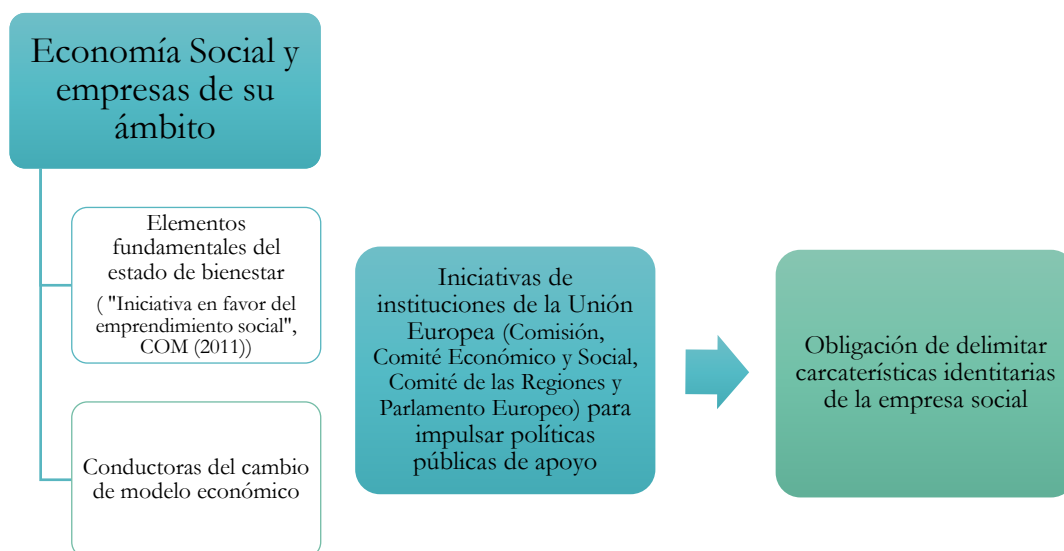 Economía Social y
empresas de su
ámbito
Elementos
fundamentales del
estado de bienestar
( "Iniciativa en favor del
emprendimiento social",
COM (2011))
Conductoras del cambio
de modelo económico
Iniciativas de
instituciones de la Unión
Europea (Comisión,
Comité Económico y Social,
Comité de las Regiones y
Parlamento Europeo) para
impulsar políticas
públicas de apoyo
Obligación de delimitar
carcaterísticas identitarias
de la empresa social